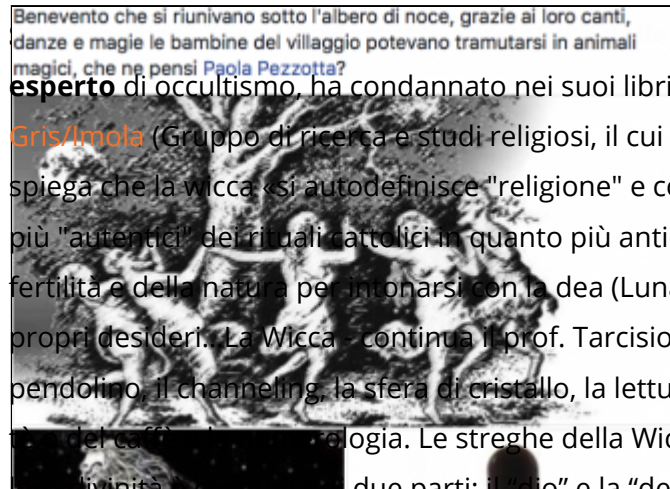 Benevento che si riunivano sotto l'albero di noce, grazie ai loro canti,
danze e magie le bambine del villaggio potevano tramutarsi in animali
magici, che ne pensi Paola Pezzotta?
esperto di occultismo, ha condannato nei suoi libri
Gris/Imola (Gruppo di ricerca e studi religiosi, il cui
spiega che la wicca «si autodefinisce "religione" e co
più "autentici" dei rituali cattolici in quanto più anti
fertilità e della natura per intonarsi con la dea (Luna
propri desideri.. La Wicca - continua il prof. Tarcisio
pendolino, il channeling, la sfera di cristallo, la lettu
del caffè ologia. Le streghe della Wic
divinità due parti: il "dio" e la "de